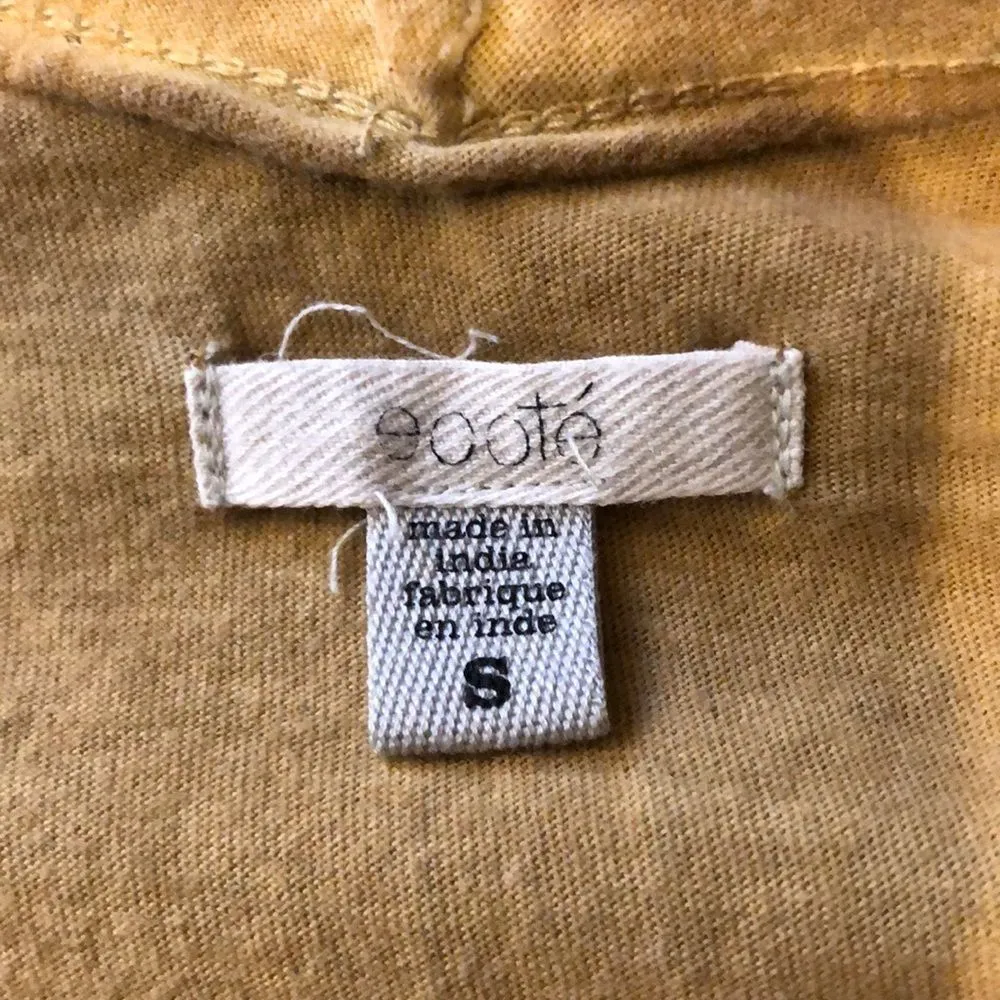 ecoté
made in
india
fabrique
en inde
S